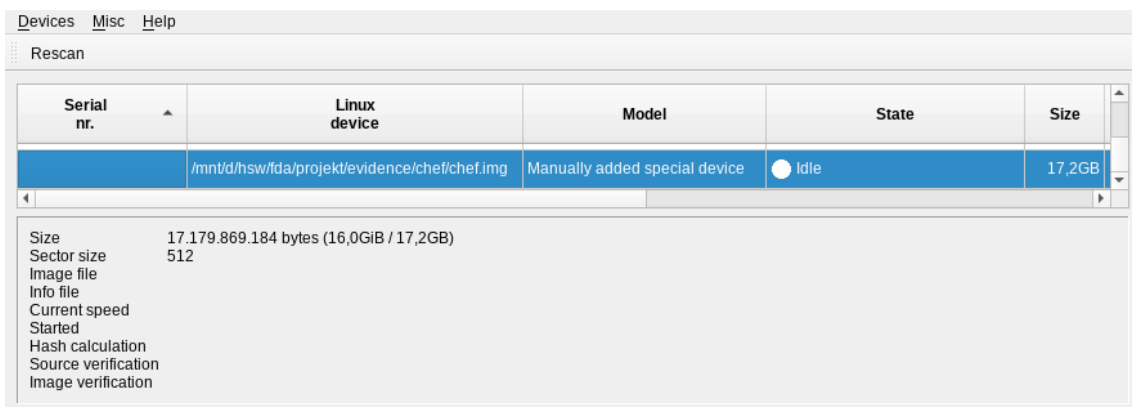 Devices Misc Help
Rescan
Serial nr. Linux device Model State Size
/mnt/d/hsw/fda/projekt/evidence/chef/chef.img Manually added special device Idle 17,2GB
Size 17.179.869.184 bytes (16,0GiB / 17,2GB)
Sector size 512
Image file
Info file
Current speed
Started
Hash calculation
Source verification
Image verification